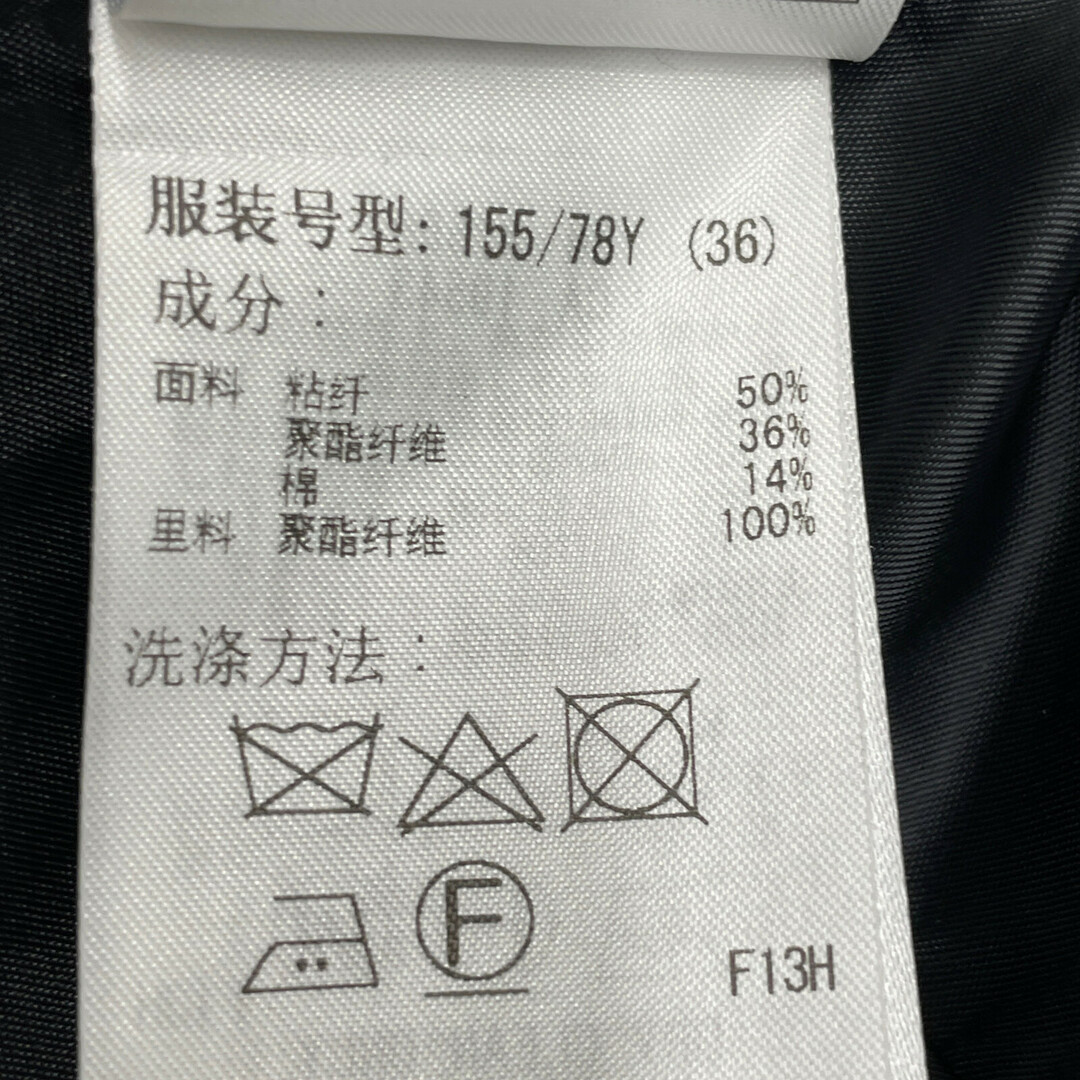 服装号型: 155/78Y (36)
成分:
面料 粘纤 50%
聚酯纤维 36%
棉 14%
里料 聚酯纤维 100%
洗涤方法:
F
F13H